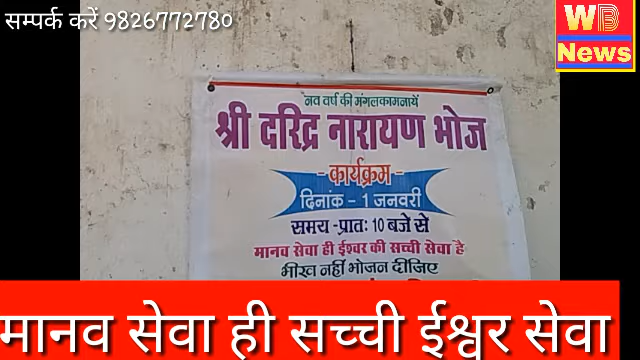 सम्पर्क करें 9826772780
WB
News
नव वर्ष की मंगलकामनायें
श्री दरिद्र नारायण भोज
-कार्यक्रम-
दिनांक - 1 जनवरी
समय -प्रातः 10 बजे से
मानव सेवा ही ईश्वर की सच्ची सेवा है
भीख नहीं भोजन दीजिए
मानव सेवा ही सच्ची ईश्वर सेवा